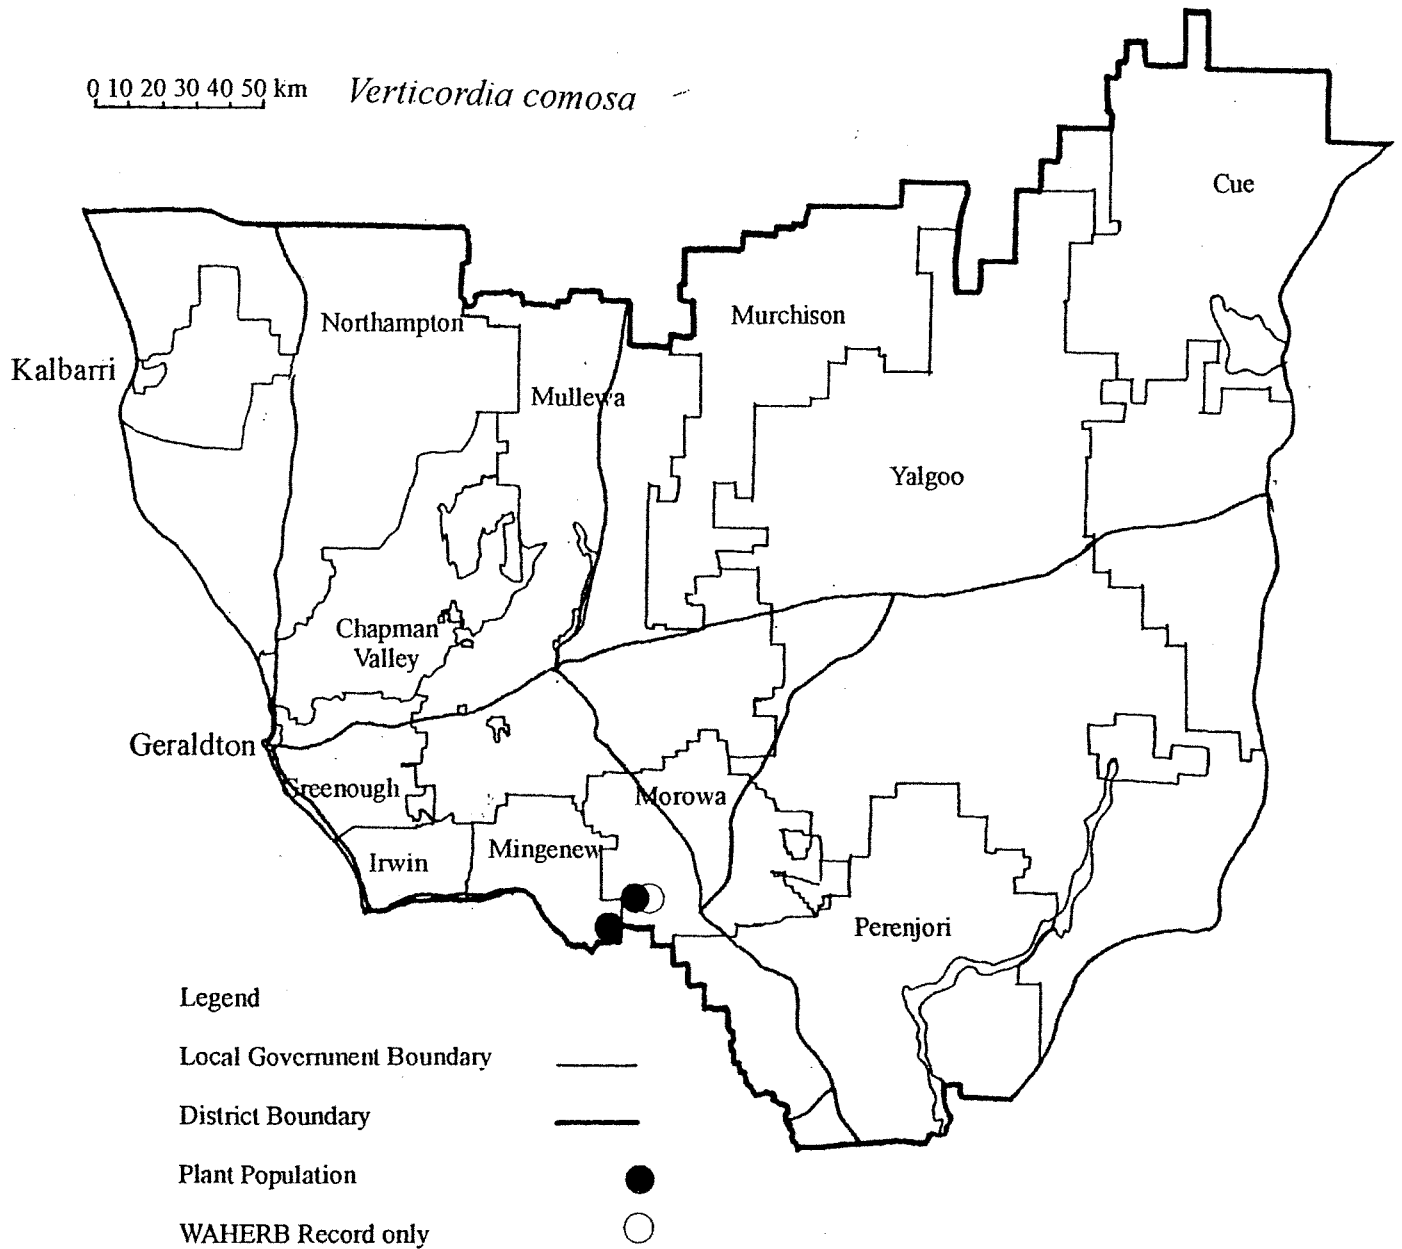 0 10 20 30 40 50 km
Verticordia comosa
Cue
Northampton
Murchison
Kalbarri
Mullewa
Yalgoo
Chapman
Valley
Geraldton
Greenough
Morowa
Irwin
Mingenew
Perenjori
Legend
Local Government Boundary
District Boundary
Plant Population
WAHERB Record only